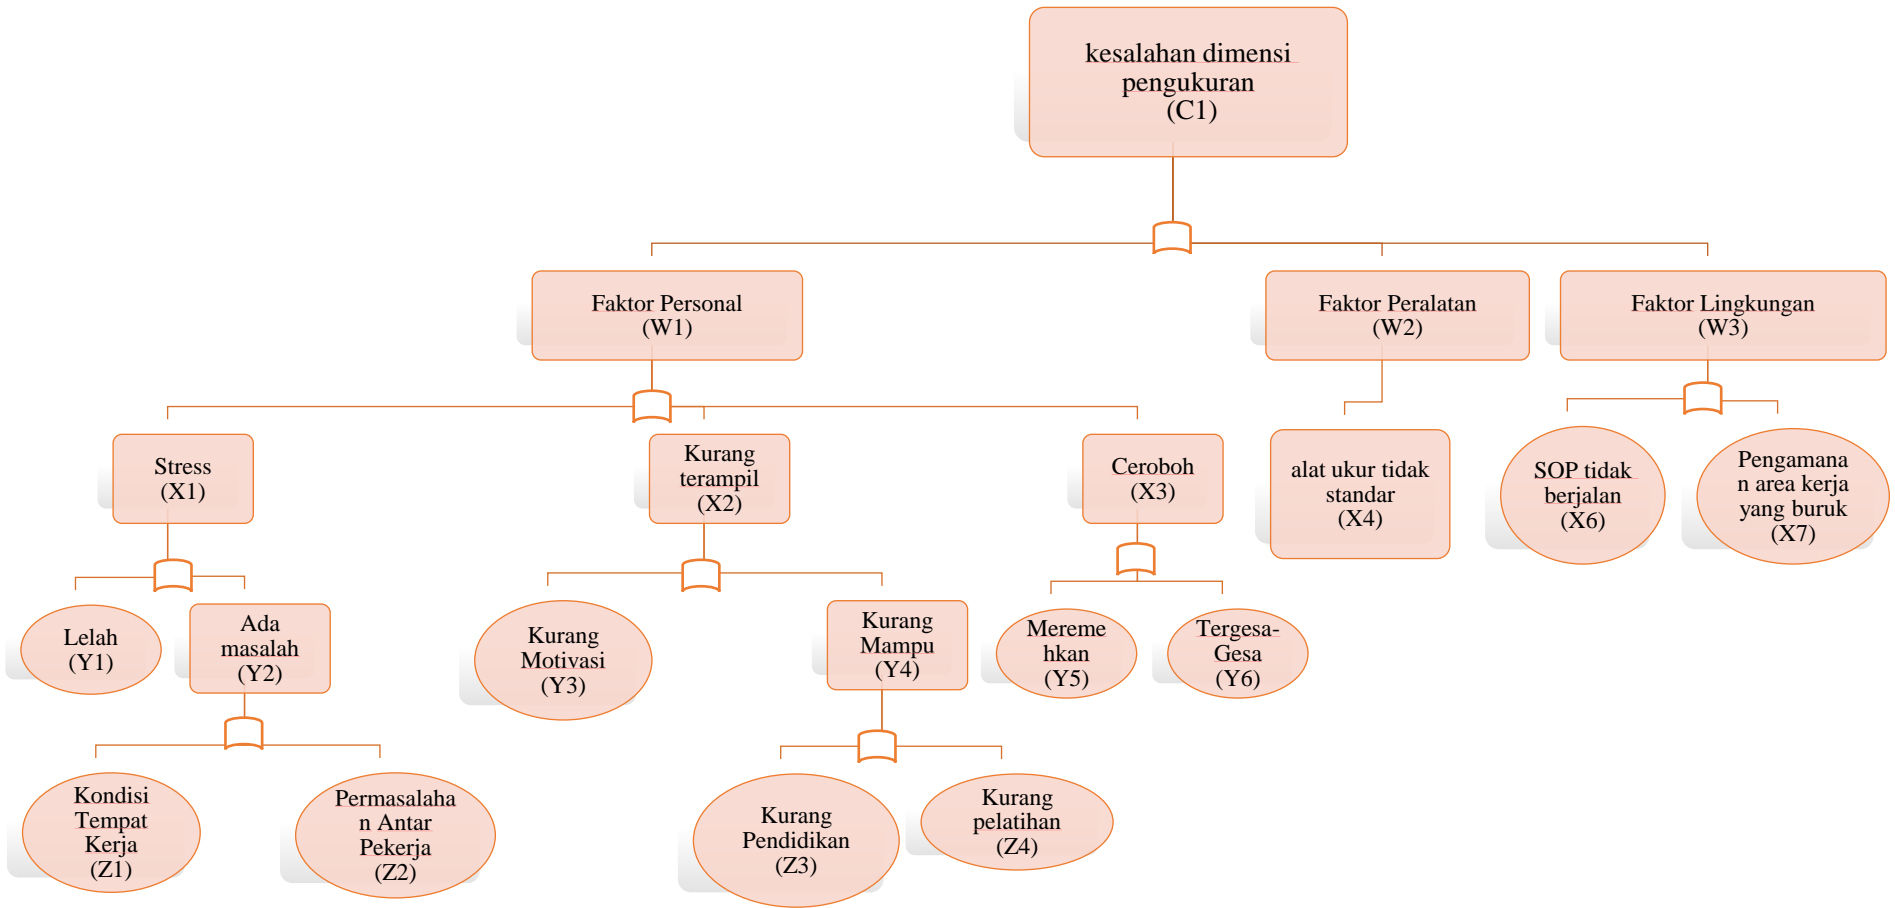 kesalahan dimensi
pengukuran
(C1)
Faktor Personal
(W1)
Faktor Peralatan
(W2)
Faktor Lingkungan
(W3)
Stress
(X1)
Kurang
terampil
(X2)
Ceroboh
(X3)
alat ukur tidak
standar
(X4)
SOP tidak
berjalan
(X6)
Pengamana
n area kerja
yang buruk
(X7)
Lelah
(Y1)
Ada
masalah
(Y2)
Kurang
Motivasi
(Y3)
Kurang
Mampu
(Y4)
Mereme
hkan
(Y5)
Tergesa-
Gesa
(Y6)
Kondisi
Tempat
Kerja
(Z1)
Permasalaha
n Antar
Pekerja
(Z2)
Kurang
Pendidikan
(Z3)
Kurang
pelatihan
(Z4)